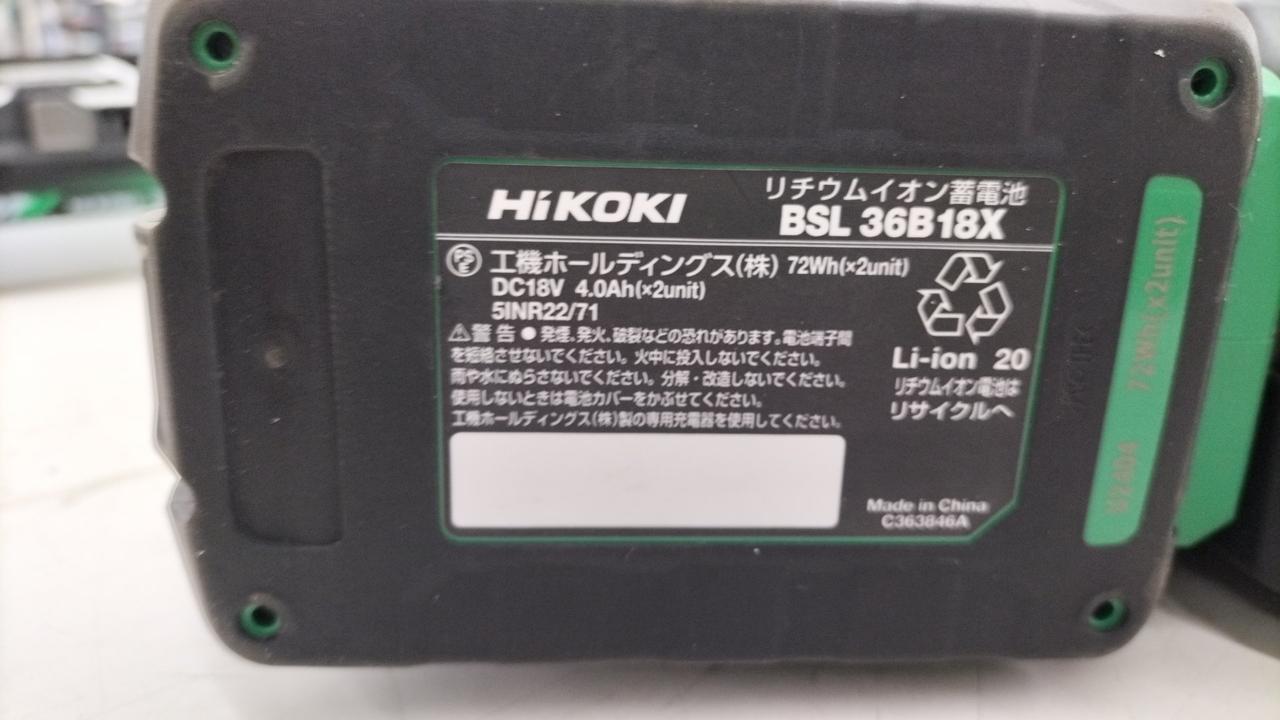 HiKOKI
リチウムイオン蓄電池
BSL 36B18X
PSE 工機ホールディングス(株) 72Wh(×2unit)
DC18V 4.0Ah(×2unit)
5INR22/71
⚠警告 ● 発煙、発火、破裂などの恐れがあります。電池端子間
を短絡させないでください。火中に投入しないでください。
雨や水にぬらさないでください。分解・改造しないでください。
使用しないときは電池カバーをかぶせてください。
工機ホールディングス(株)製の専用充電器を使用してください。
Li-ion 20
リチウムイオン電池は
リサイクルへ
Made in China
C363846A
72Wh(x2unit)